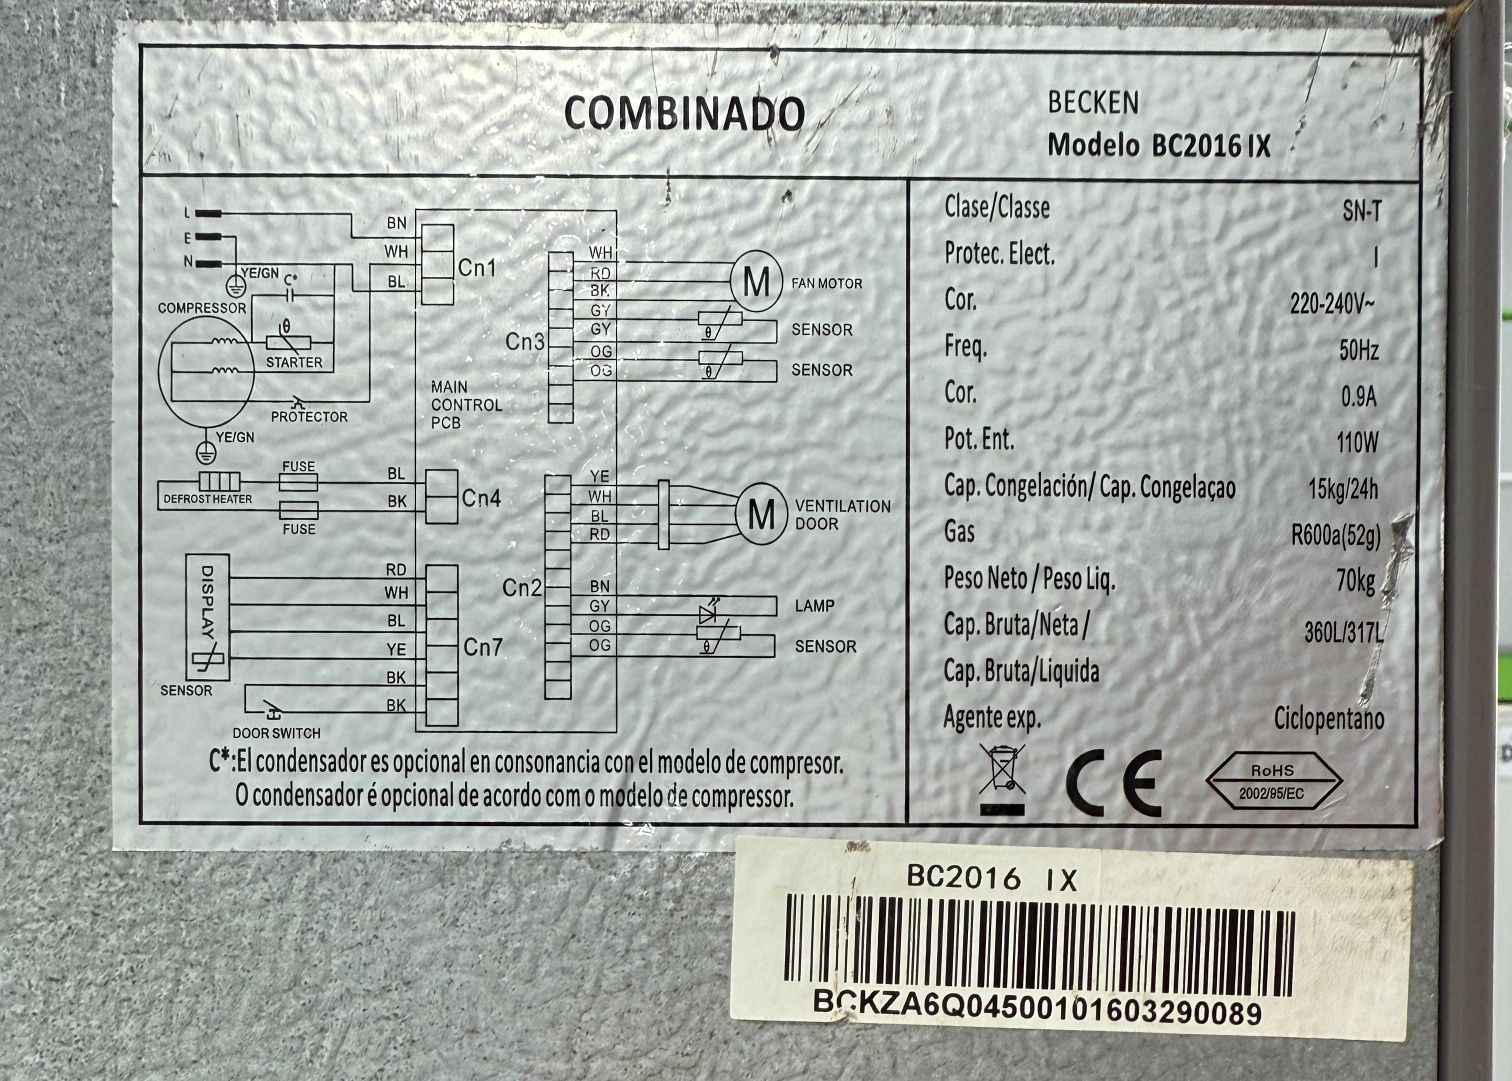 COMBINADO
BECKEN
Modelo BC2016 IX
L
E
N
YE/GN
C*
BN
WH
BL
Cn1
COMPRESSOR
θ
STARTER
PROTECTOR
YE/GN
MAIN
CONTROL
PCB
WH
RD
BK
GY
GY
OG
OG
Cn3
M
FAN MOTOR
θ
SENSOR
θ
SENSOR
FUSE
DEFROST HEATER
FUSE
BL
BK
Cn4
YE
WH
BL
RD
M
VENTILATION
DOOR
Cn2
BN
GY
OG
OG
LAMP
θ
SENSOR
DISPLAY
SENSOR
RD
WH
BL
YE
BK
BK
Cn7
DOOR SWITCH
C*:El condensador es opcional en consonancia con el modelo de compresor.
O condensador é opcional de acordo com o modelo de compressor.
Clase/Classe SN-T
Protec. Elect. I
Cor. 220-240V~
Freq. 50Hz
Cor. 0.9A
Pot. Ent. 110W
Cap. Congelación/ Cap. Congelaçao 15kg/24h
Gas R600a(52g)
Peso Neto / Peso Liq. 70kg
Cap. Bruta/Neta / 360L/317L
Cap. Bruta/Liquida
Agente exp. Ciclopentano
CE
RoHS
2002/95/EC
BC2016 IX
BCKZA6Q04500101603290089